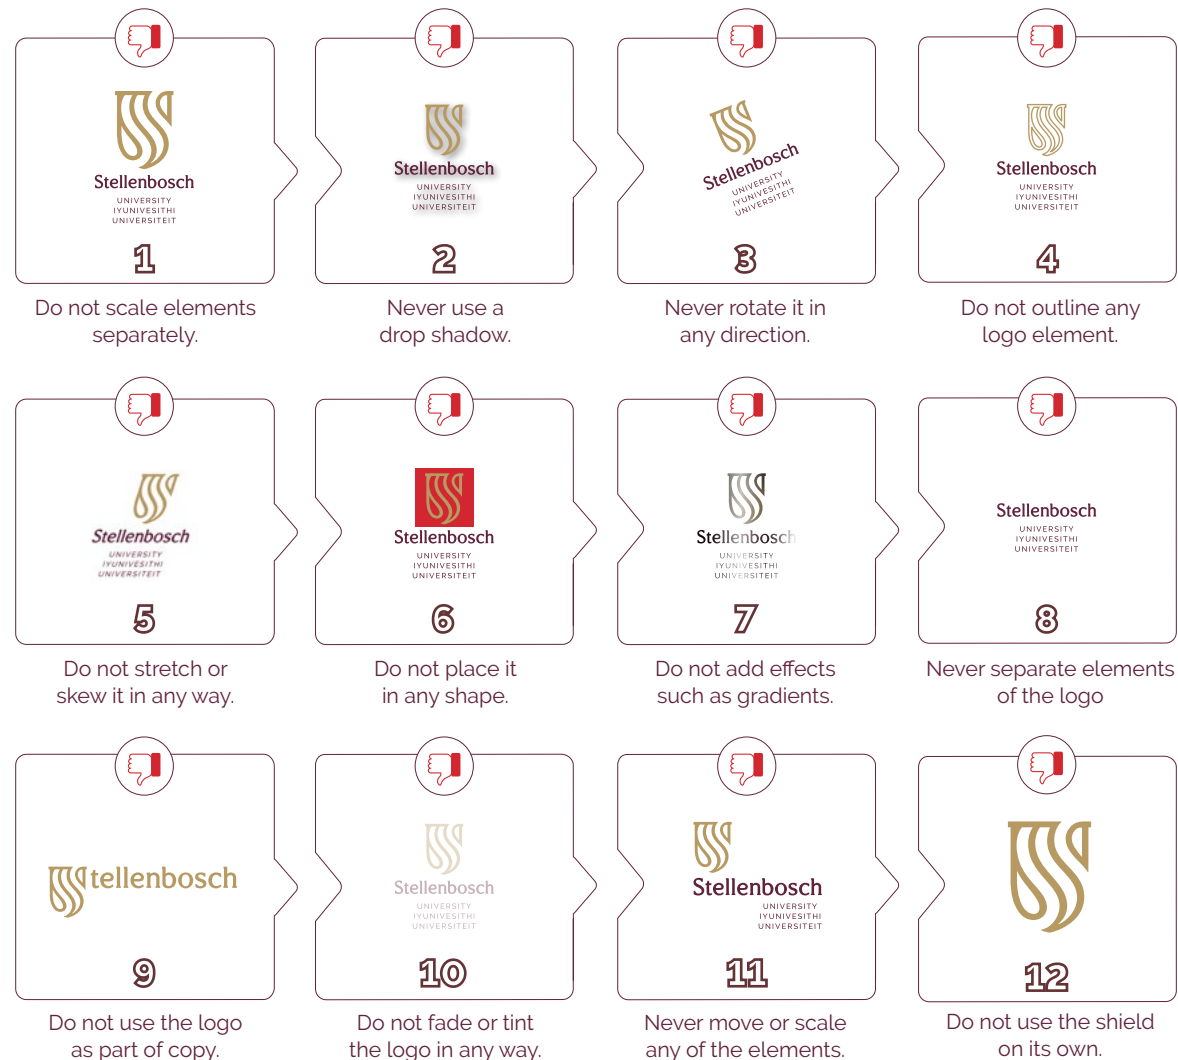 Stellenbosch
UNIVERSITY
IYUNIVESITHI
UNIVERSITEIT
1
Do not scale elements
separately.
Stellenbosch
UNIVERSITY
IYUNIVESITHI
UNIVERSITEIT
2
Never use a
drop shadow.
Stellenbosch
UNIVERSITY
IYUNIVESITHI
UNIVERSITEIT
3
Never rotate it in
any direction.
Stellenbosch
UNIVERSITY
IYUNIVESITHI
UNIVERSITEIT
4
Do not outline any
logo element.
Stellenbosch
UNIVERSITY
IYUNIVESITHI
UNIVERSITEIT
5
Do not stretch or
skew it in any way.
Stellenbosch
UNIVERSITY
IYUNIVESITHI
UNIVERSITEIT
6
Do not place it
in any shape.
Stellenbosch
UNIVERSITY
IYUNIVESITHI
UNIVERSITEIT
7
Do not add effects
such as gradients.
Stellenbosch
UNIVERSITY
IYUNIVESITHI
UNIVERSITEIT
8
Never separate elements
of the logo
tellenbosch
9
Do not use the logo
as part of copy.
Stellenbosch
UNIVERSITY
IYUNIVESITHI
UNIVERSITEIT
10
Do not fade or tint
the logo in any way.
Stellenbosch
UNIVERSITY
IYUNIVESITHI
UNIVERSITEIT
11
Never move or scale
any of the elements.
12
Do not use the shield
on its own.